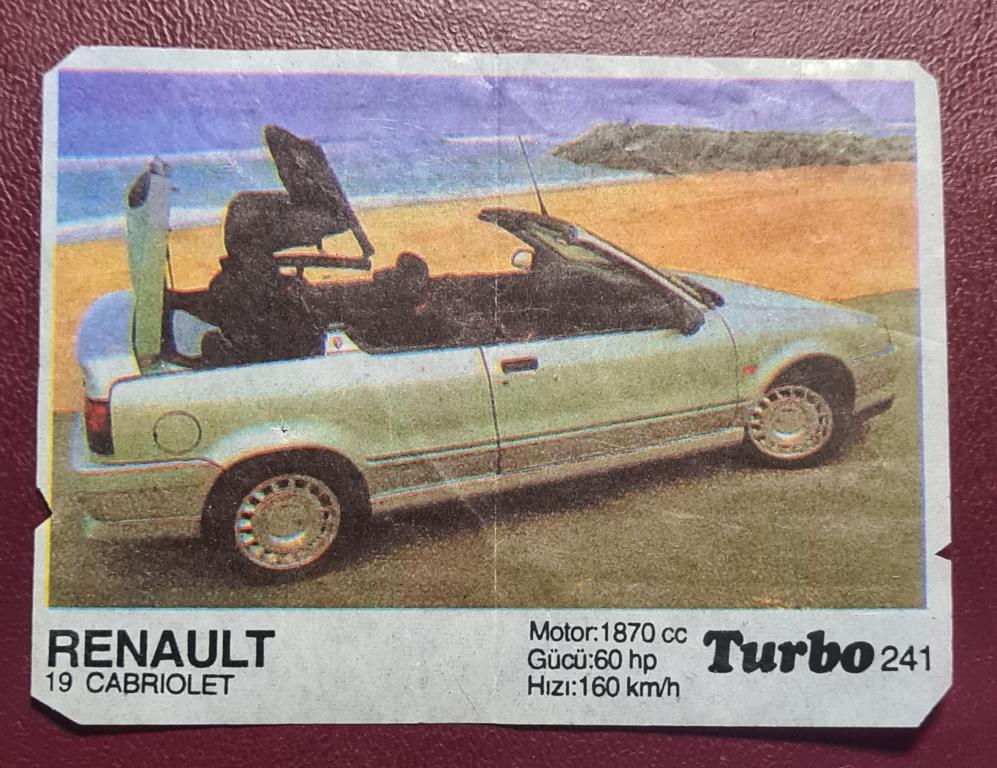 RENAULT
19 CABRIOLET
Motor:1870 cc
Gücü:60 hp
Hızı:160 km/h
Turbo 241